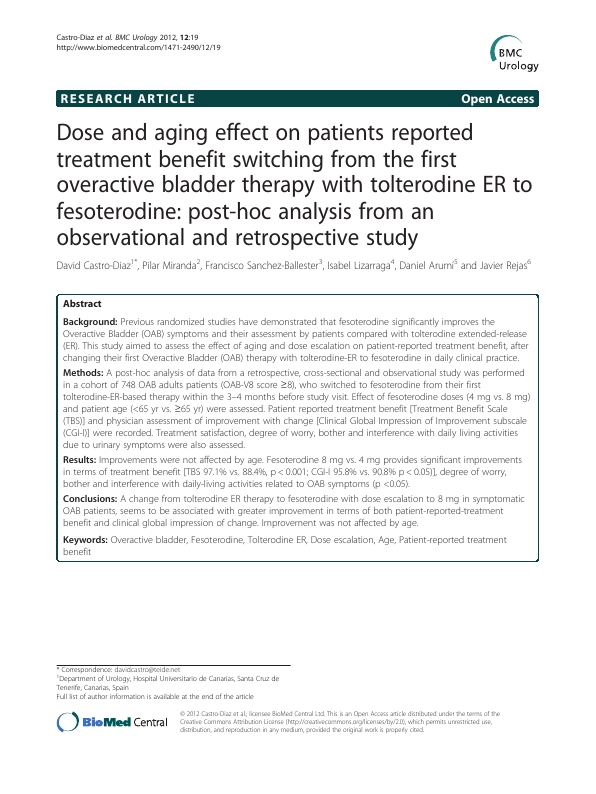 Castro-Diaz et al. BMC Urology 2012, 12:19
http://www.biomedcentral.com/1471-2490/12/19
BMC
Urology
RESEARCH ARTICLE
Open Access
Dose and aging effect on patients reported
treatment benefit switching from the first
overactive bladder therapy with tolterodine ER to
fesoterodine: post-hoc analysis from an
observational and retrospective study
David Castro-Diaz1*, Pilar Miranda2, Francisco Sanchez-Ballester3, Isabel Lizarraga4, Daniel Arumi5 and Javier Rejas6
Abstract
Background: Previous randomized studies have demonstrated that fesoterodine significantly improves the
Overactive Bladder (OAB) symptoms and their assessment by patients compared with tolterodine extended-release
(ER). This study aimed to assess the effect of aging and dose escalation on patient-reported treatment benefit, after
changing their first Overactive Bladder (OAB) therapy with tolterodine-ER to fesoterodine in daily clinical practice.
Methods: A post-hoc analysis of data from a retrospective, cross-sectional and observational study was performed
in a cohort of 748 OAB adults patients (OAB-V8 score ≥8), who switched to fesoterodine from their first
tolterodine-ER-based therapy within the 3–4 months before study visit. Effect of fesoterodine doses (4 mg vs. 8 mg)
and patient age (<65 yr vs. ≥65 yr) were assessed. Patient reported treatment benefit [Treatment Benefit Scale
(TBS)] and physician assessment of improvement with change [Clinical Global Impression of Improvement subscale
(CGI-I)] were recorded. Treatment satisfaction, degree of worry, bother and interference with daily living activities
due to urinary symptoms were also assessed.
Results: Improvements were not affected by age. Fesoterodine 8 mg vs. 4 mg provides significant improvements
in terms of treatment benefit [TBS 97.1% vs. 88.4%, p < 0.001; CGI-I 95.8% vs. 90.8% p < 0.05)], degree of worry,
bother and interference with daily-living activities related to OAB symptoms (p <0.05).
Conclusions: A change from tolterodine ER therapy to fesoterodine with dose escalation to 8 mg in symptomatic
OAB patients, seems to be associated with greater improvement in terms of both patient-reported-treatment
benefit and clinical global impression of change. Improvement was not affected by age.
Keywords: Overactive bladder, Fesoterodine, Tolterodine ER, Dose escalation, Age, Patient-reported treatment
benefit
* Correspondence: davidcastro@teide.net
1Department of Urology, Hospital Universitario de Canarias, Santa Cruz de
Tenerife, Canarias, Spain
Full list of author information is available at the end of the article
BioMed Central
© 2012 Castro-Diaz et al.; licensee BioMed Central Ltd. This is an Open Access article distributed under the terms of the
Creative Commons Attribution License (http://creativecommons.org/licenses/by/2.0), which permits unrestricted use,
distribution, and reproduction in any medium, provided the original work is properly cited.